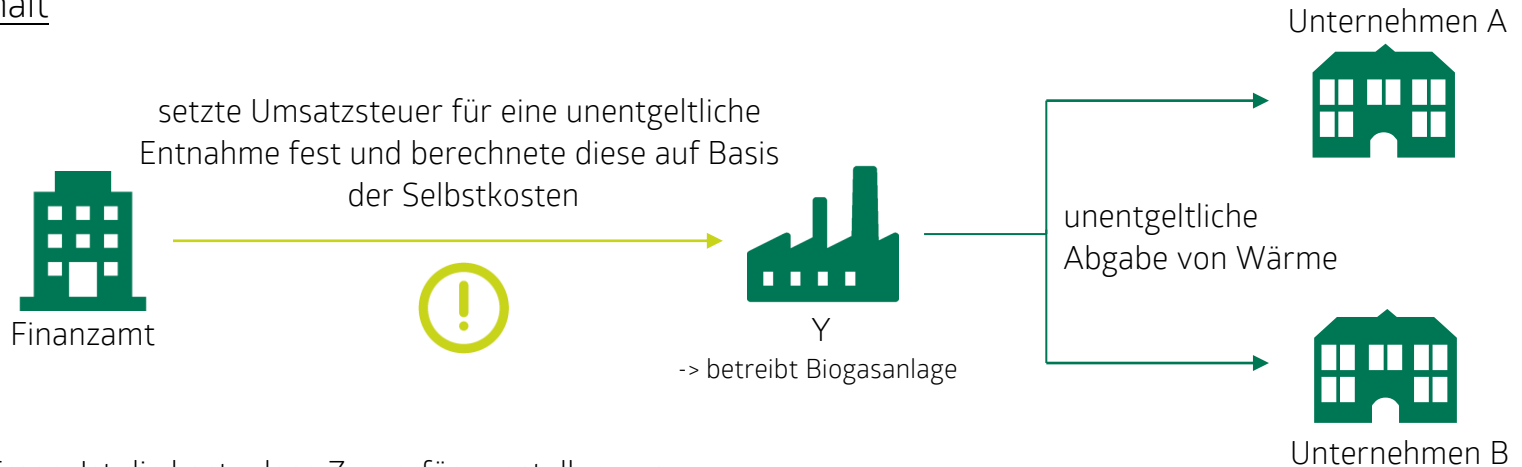 Unternehmen A
setzte Umsatzsteuer für eine unentgeltliche
Entnahme fest und berechnete diese auf Basis
der Selbstkosten
unentgeltliche
Abgabe von Wärme
Finanzamt
Y
-> betreibt Biogasanlage
Unternehmen B